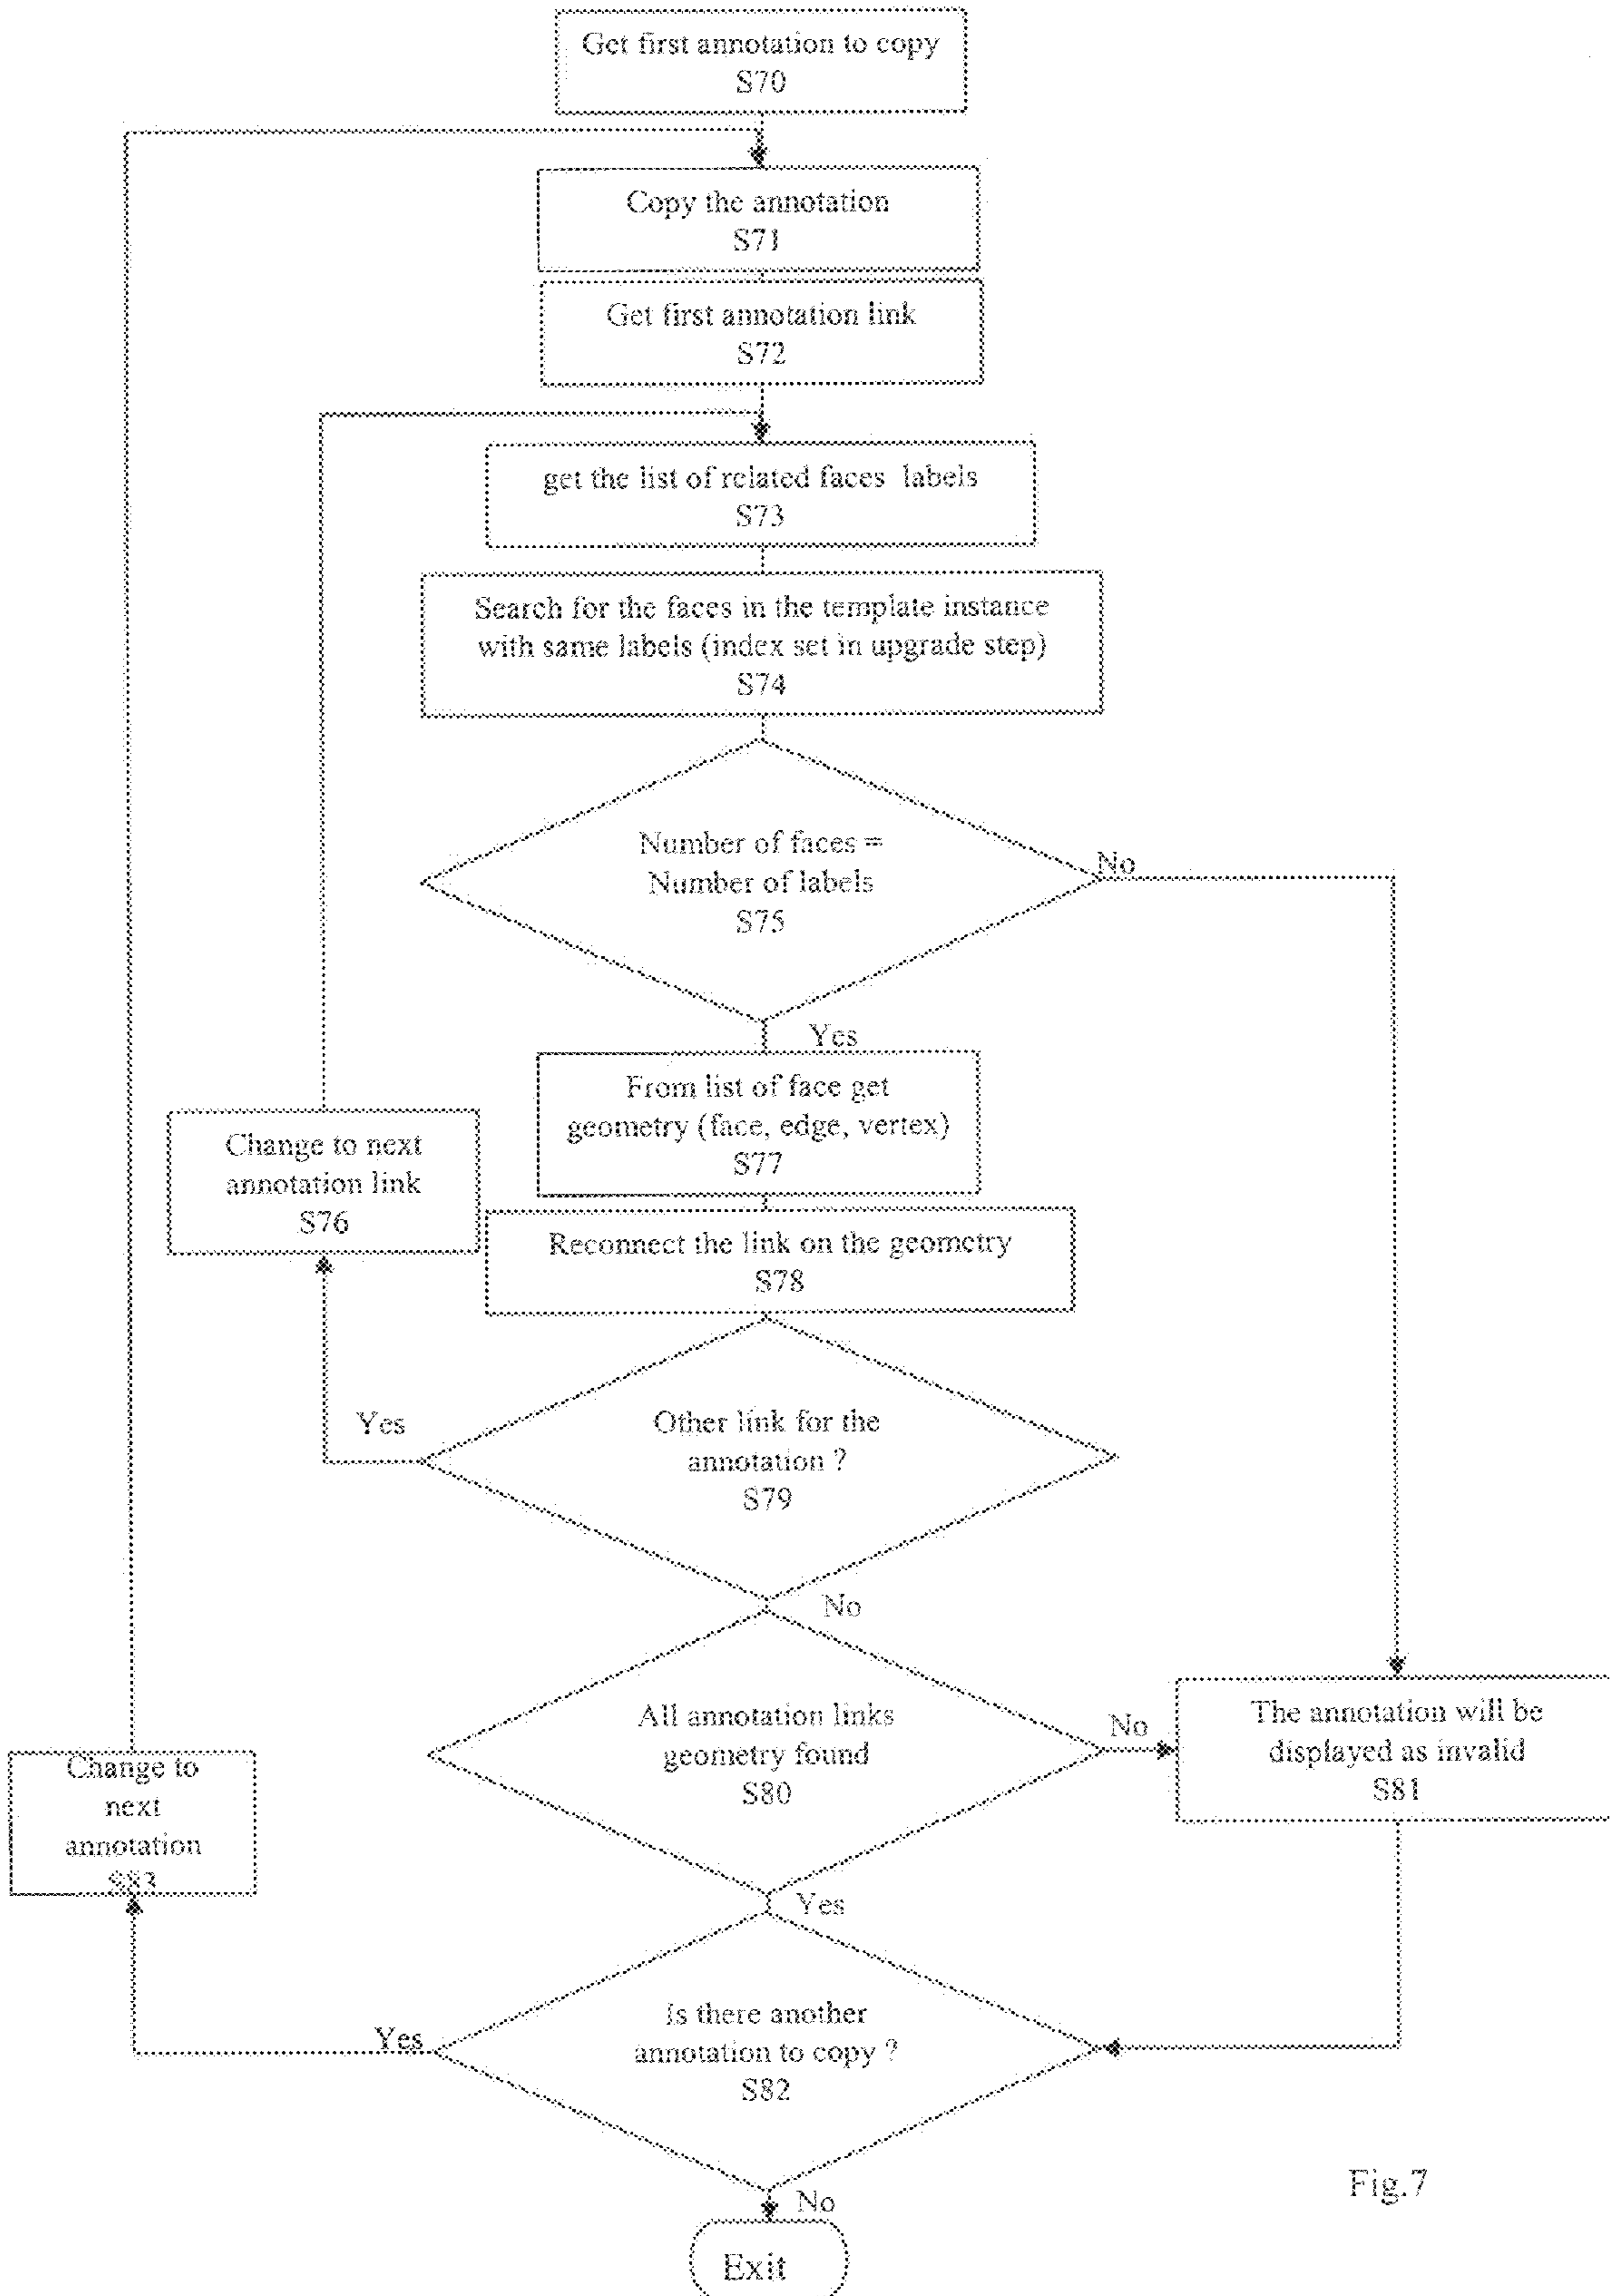 Get first annotation to copy
S70
Copy the annotation
S71
Get first annotation link
S72
get the list of related faces labels
S73
Search for the faces in the template instance
with same labels (index set in upgrade step)
S74
Number of faces =
Number of labels
S75
No
Yes
From list of face get
geometry (face, edge, vertex)
S77
Change to next
annotation link
S76
Reconnect the link on the geometry
S78
Yes
Other link for the
annotation ?
S79
No
All annotation links
geometry found
S80
No
The annotation will be
displayed as invalid
S81
Change to
next
annotation
S83
Yes
Yes
Is there another
annotation to copy ?
S82
No
Fig.7
Exit